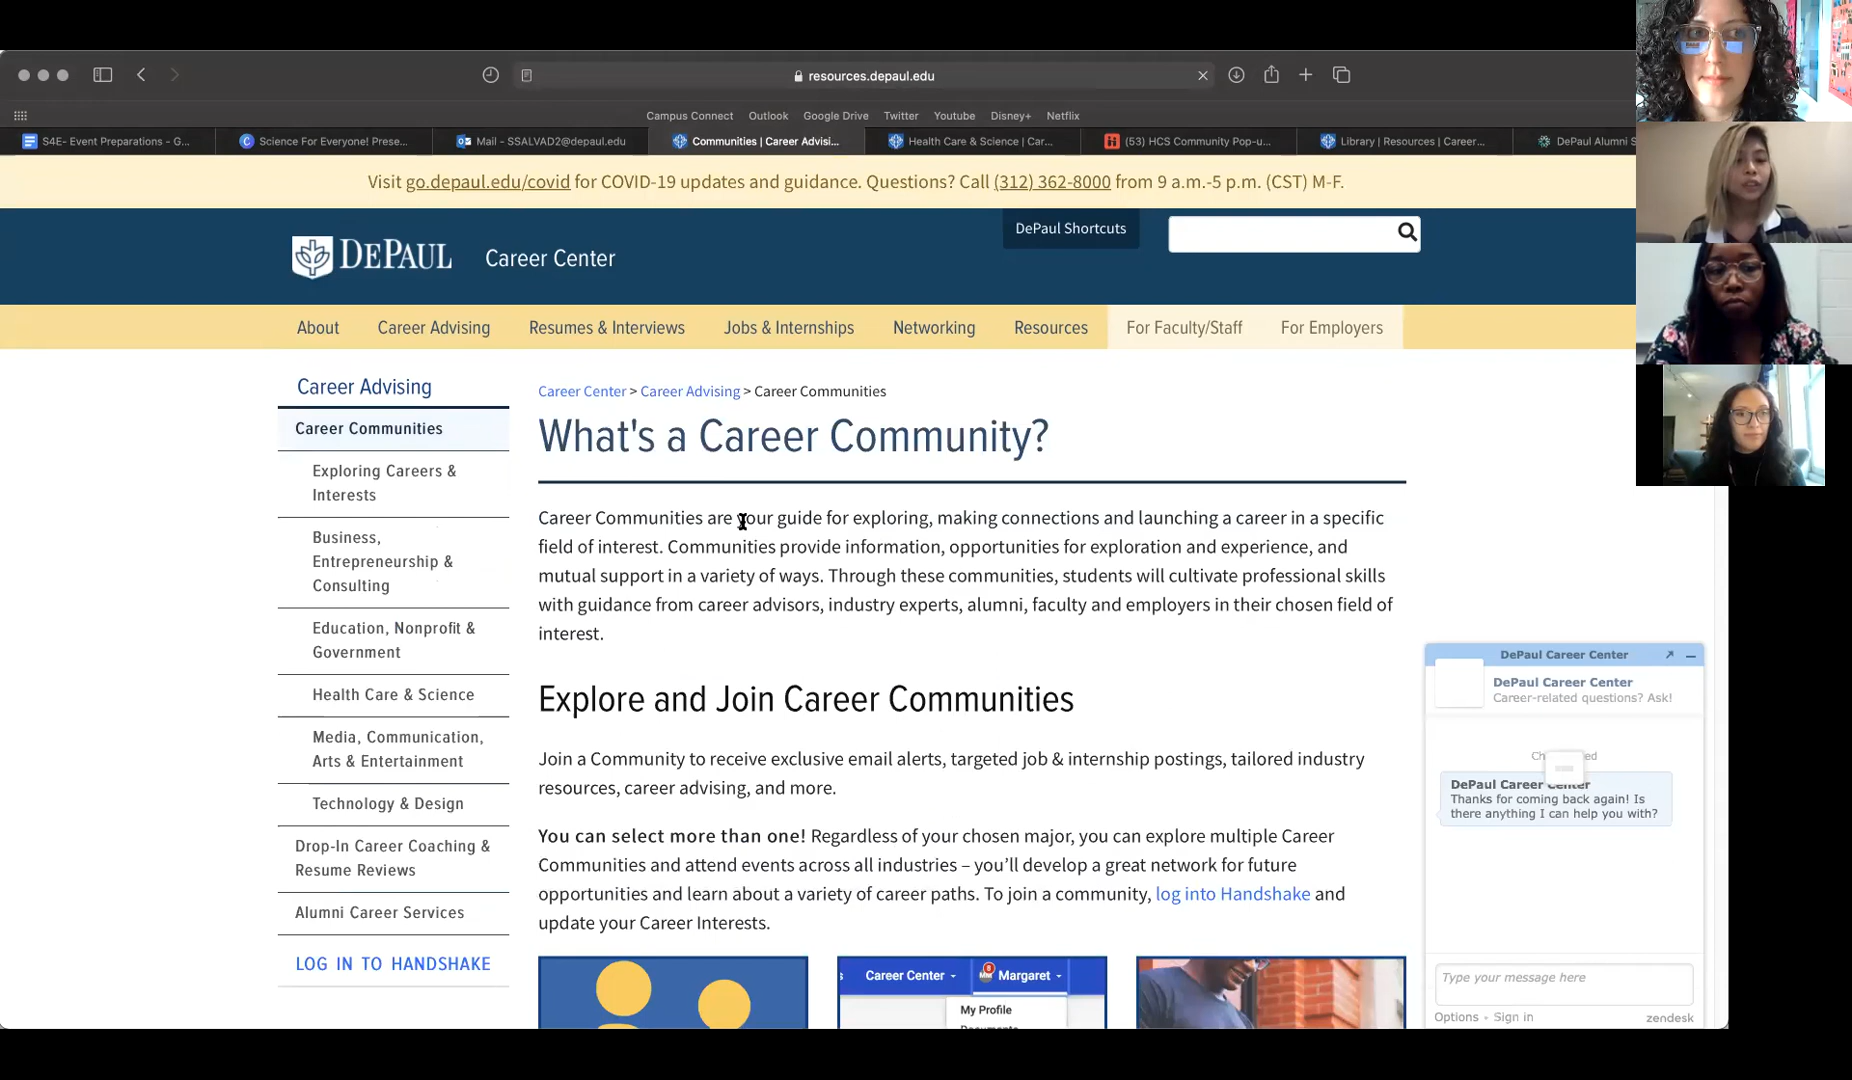 resources.depaul.edu
Campus Connect Outlook Google Drive Twitter Youtube Disney+ Netflix
S4E- Event Preparations - G... Science For Everyone! Prese... Mail - SSALVAD2@depaul.edu Communities | Career Advisi... Health Care & Science | Car... (53) HCS Community Pop-u... Library | Resources | Career... DePaul Alumni S
Visit go.depaul.edu/covid for COVID-19 updates and guidance. Questions? Call (312) 362-8000 from 9 a.m.-5 p.m. (CST) M-F.
DePaul Shortcuts
DEPAUL Career Center
About Career Advising Resumes & Interviews Jobs & Internships Networking Resources For Faculty/Staff For Employers
Career Advising
Career Communities
Exploring Careers &
Interests
Business,
Entrepreneurship &
Consulting
Education, Nonprofit &
Government
Health Care & Science
Media, Communication,
Arts & Entertainment
Technology & Design
Drop-In Career Coaching &
Resume Reviews
Alumni Career Services
LOG IN TO HANDSHAKE
Career Center > Career Advising > Career Communities
What's a Career Community?
Career Communities are your guide for exploring, making connections and launching a career in a specific
field of interest. Communities provide information, opportunities for exploration and experience, and
mutual support in a variety of ways. Through these communities, students will cultivate professional skills
with guidance from career advisors, industry experts, alumni, faculty and employers in their chosen field of
interest.
Explore and Join Career Communities
Join a Community to receive exclusive email alerts, targeted job & internship postings, tailored industry
resources, career advising, and more.
You can select more than one! Regardless of your chosen major, you can explore multiple Career
Communities and attend events across all industries – you'll develop a great network for future
opportunities and learn about a variety of career paths. To join a community, log into Handshake and
update your Career Interests.
Career Center Margaret
My Profile
DePaul Career Center
DePaul Career Center
Career-related questions? Ask!
DePaul Career Center
Thanks for coming back again! Is
there anything I can help you with?
Type your message here
Options • Sign in zendesk